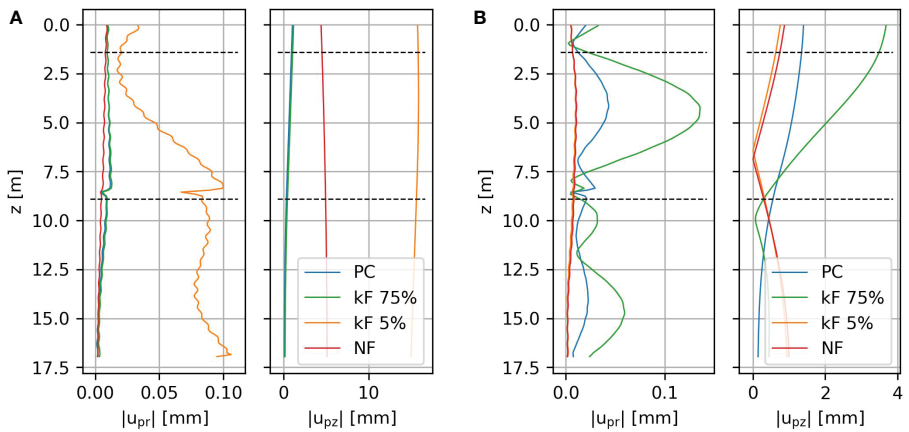 A
0.0
2.5
5.0
7.5
10.0
12.5
15.0
17.5
z [m]
0.00 0.05 0.10
|u_pr| [mm]
0 10
|u_pz| [mm]
PC
kF 75%
kF 5%
NF
B
0.0
2.5
5.0
7.5
10.0
12.5
15.0
17.5
z [m]
0.0 0.1
|u_pr| [mm]
0 2 4
|u_pz| [mm]
PC
kF 75%
kF 5%
NF